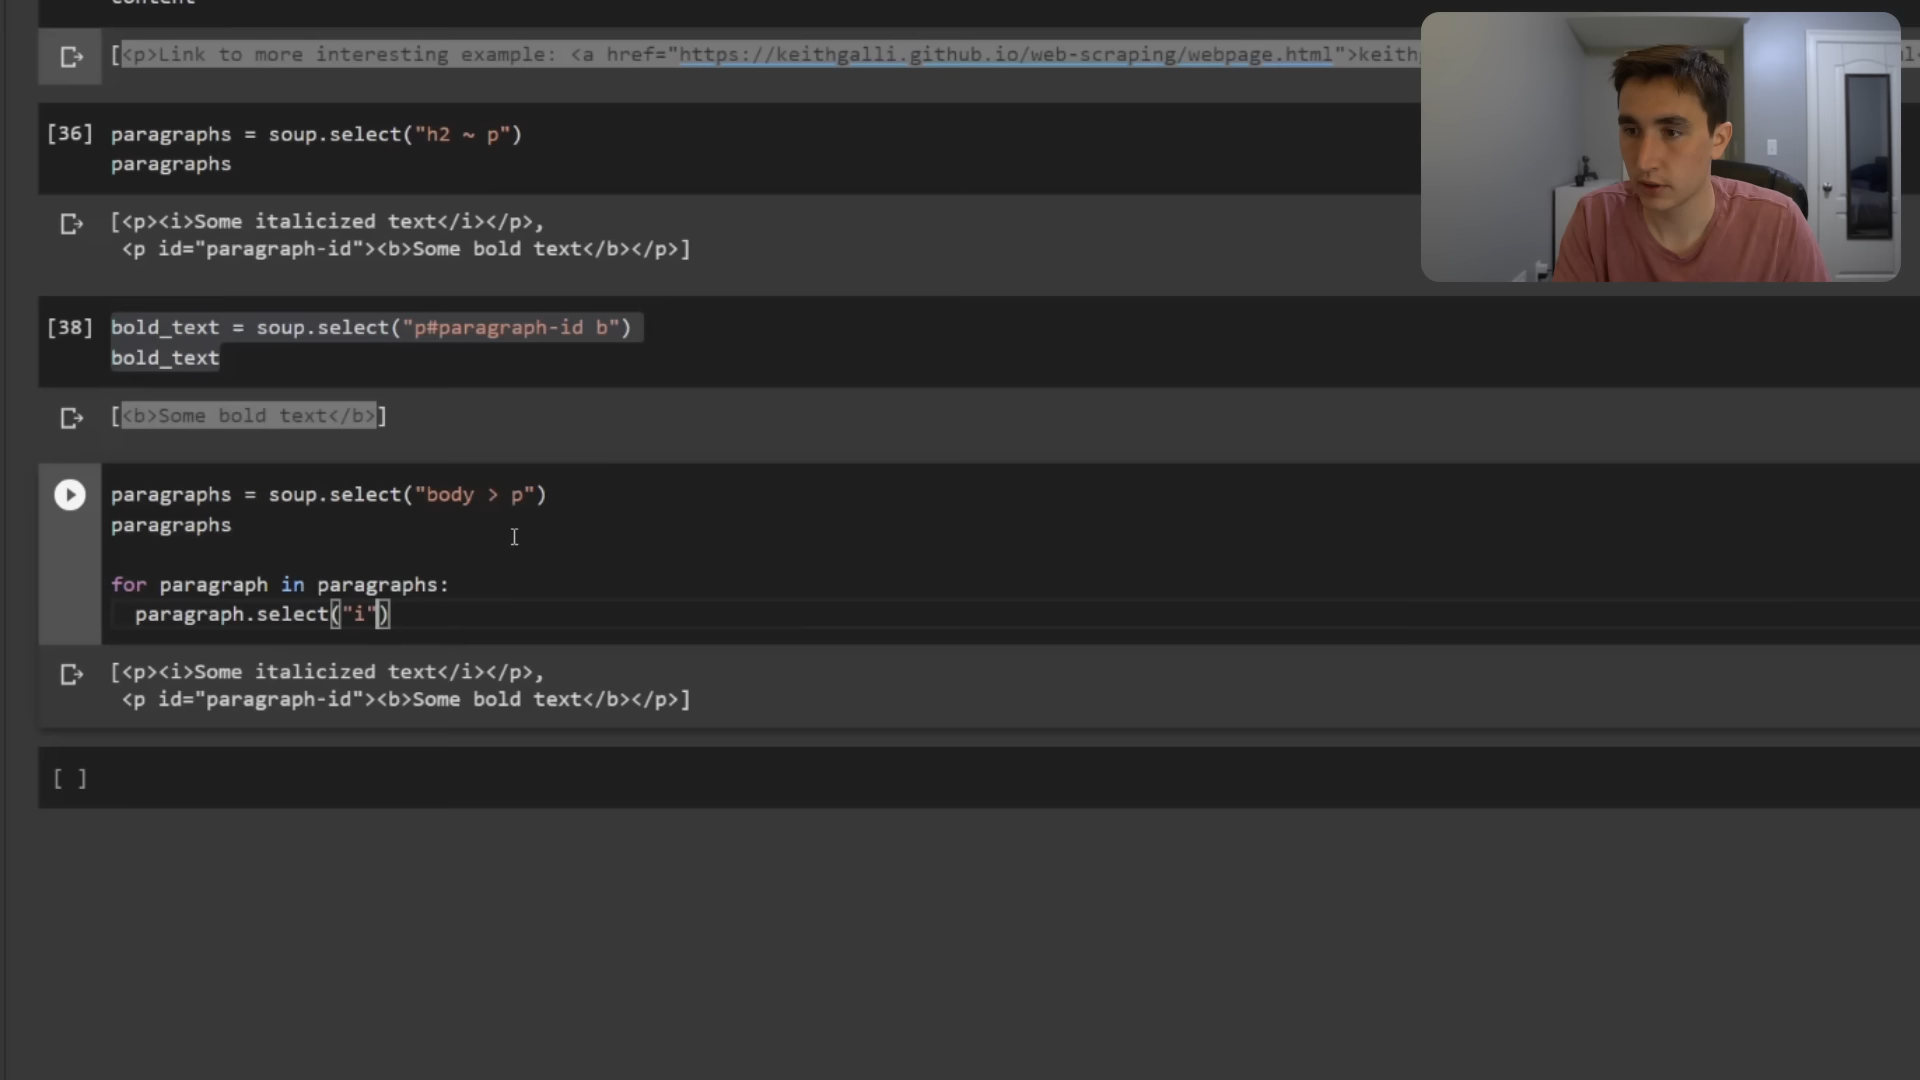 content
[<p>Link to more interesting example: <a href="https://keithgalli.github.io/web-scraping/webpage.html">keithg
[36] paragraphs = soup.select("h2 ~ p")
paragraphs
[<p><i>Some italicized text</i></p>,
<p id="paragraph-id"><b>Some bold text</b></p>]
[38] bold_text = soup.select("p#paragraph-id b")
bold_text
[<b>Some bold text</b>]
paragraphs = soup.select("body > p")
paragraphs
for paragraph in paragraphs:
paragraph.select("i")
[<p><i>Some italicized text</i></p>,
<p id="paragraph-id"><b>Some bold text</b></p>]
[ ]